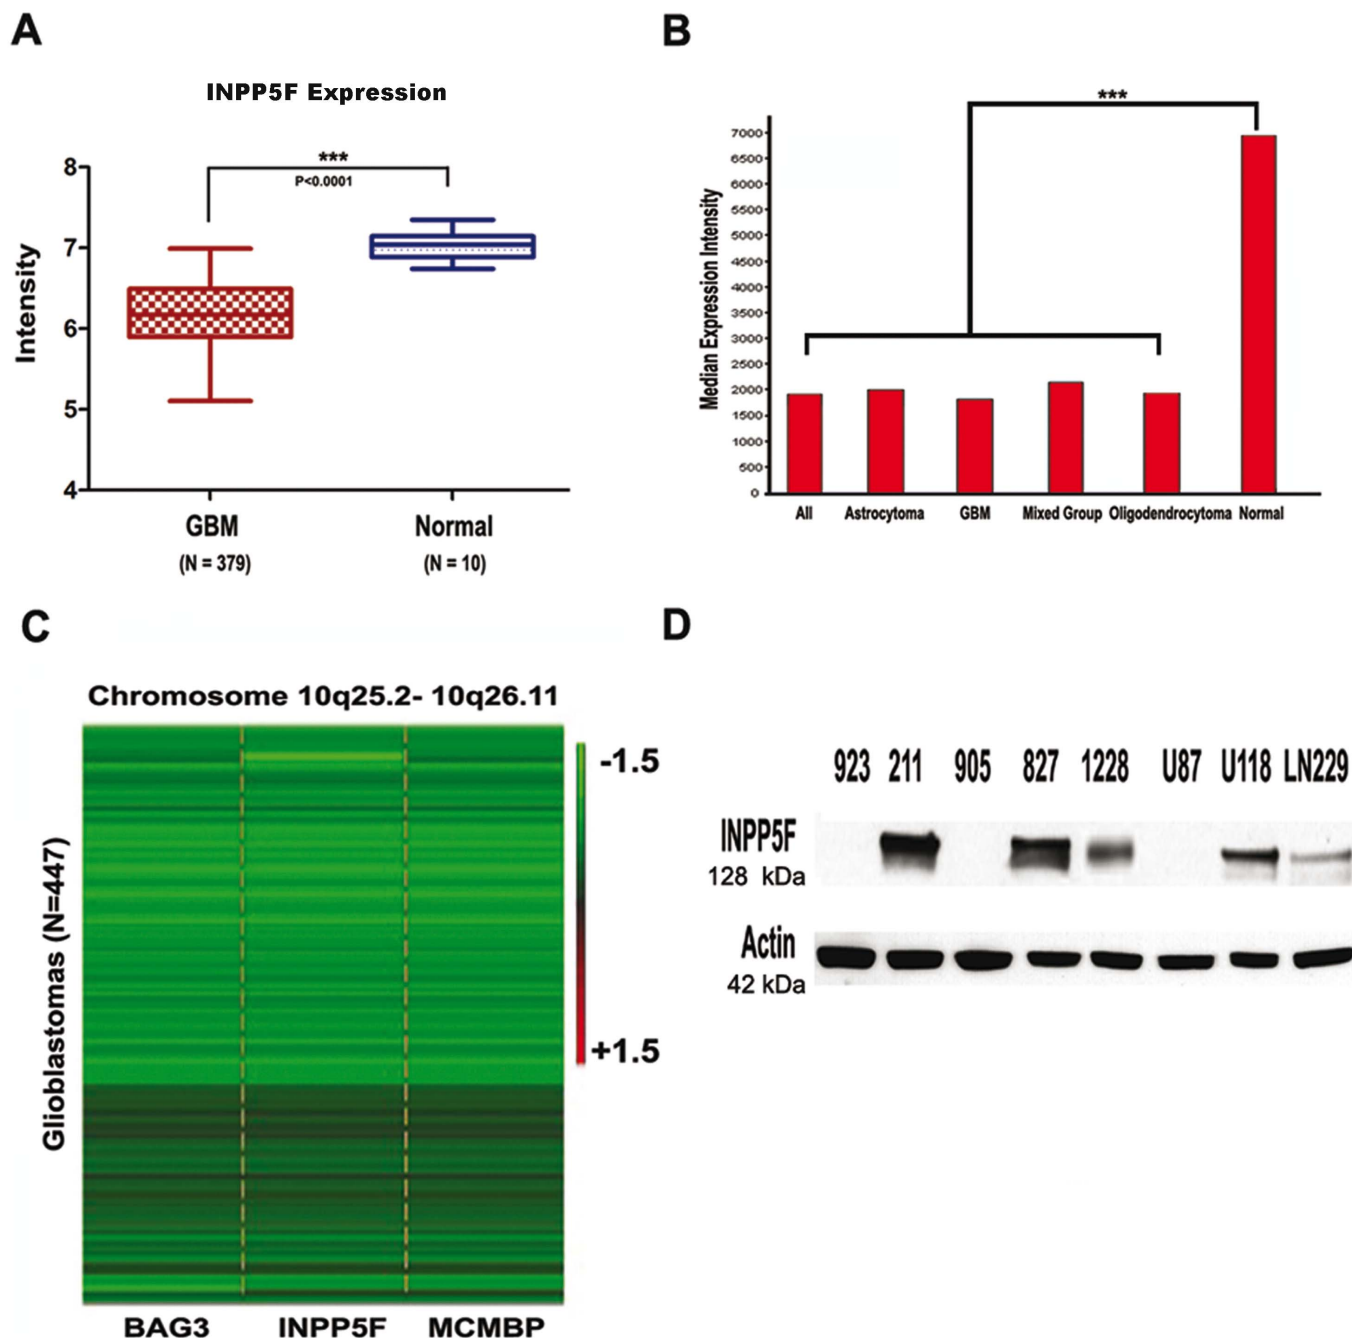 A
INPP5F Expression
***
P<0.0001
Intensity
8
7
6
5
4
GBM
Normal
(N = 379)
(N = 10)
B
***
Median Expression Intensity
7000
6500
6000
5500
5000
4500
4000
3500
3000
2500
2000
1500
1000
500
0
All
Astrocytoma
GBM
Mixed Group
Oligodendrocytoma
Normal
C
Chromosome 10q25.2- 10q26.11
Glioblastomas (N=447)
-1.5
+1.5
BAG3
INPP5F
MCMBP
D
923 211 905 827 1228 U87 U118 LN229
INPP5F
128 kDa
Actin
42 kDa